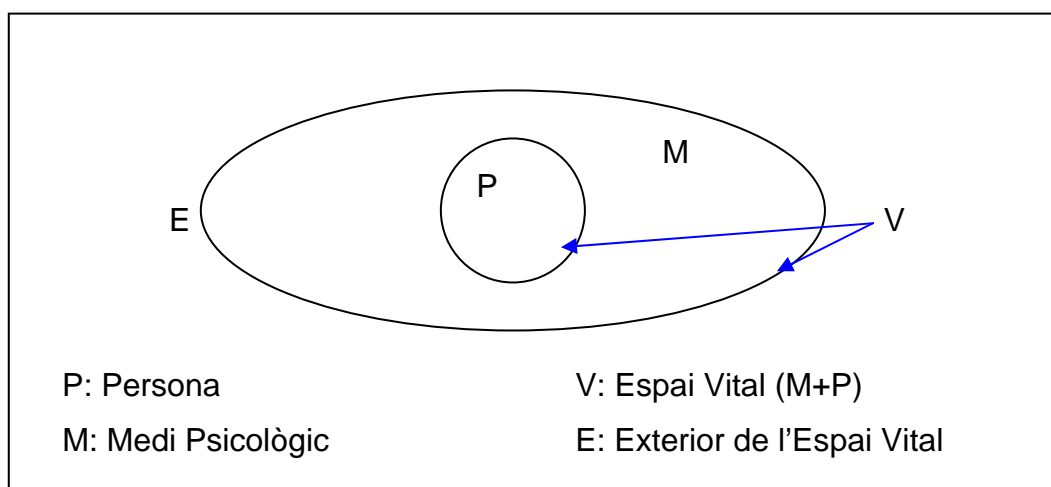 M
P
E
V
P: Persona
V: Espai Vital (M+P)
M: Medi Psicològic
E: Exterior de l’Espai Vital